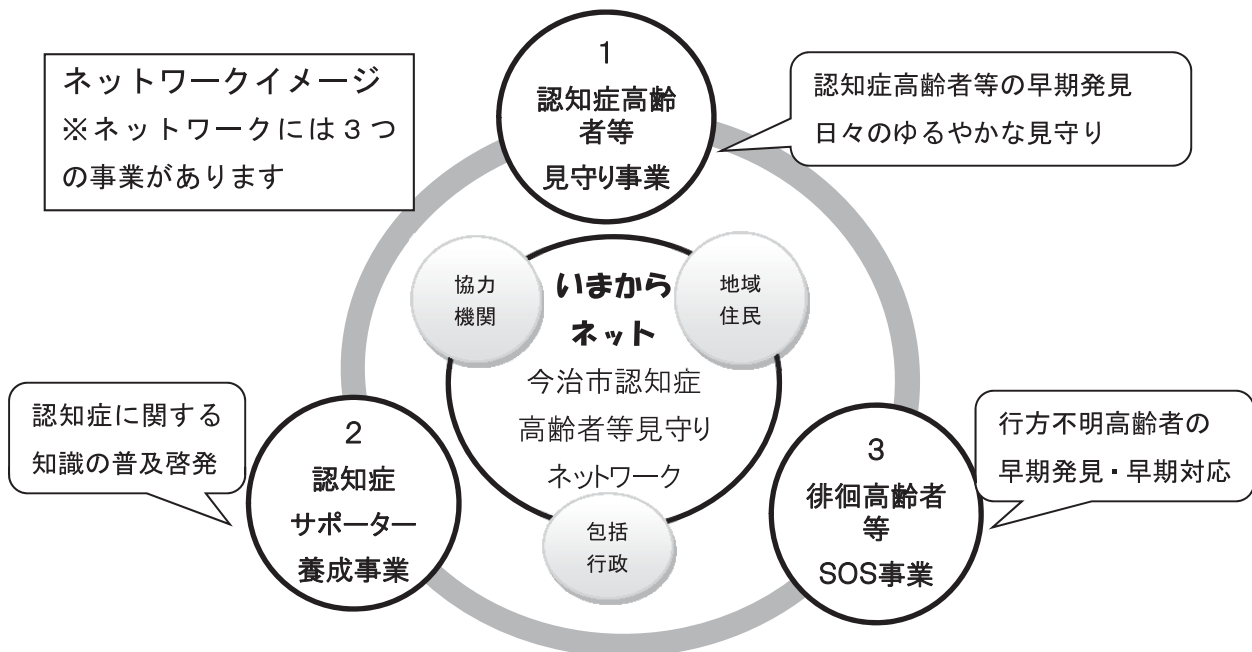 ネットワークイメージ
※ネットワークには3つ
の事業があります
1
認知症高齢
者等
見守り事業
認知症高齢者等の早期発見
日々のゆるやかな見守り
協力
機関
いまから
ネット
今治市認知症
高齢者等見守り
ネットワーク
地域
住民
包括
行政
認知症に関する
知識の普及啓発
2
認知症
サポーター
養成事業
3
徘徊高齢者
等
SOS事業
行方不明高齢者の
早期発見・早期対応